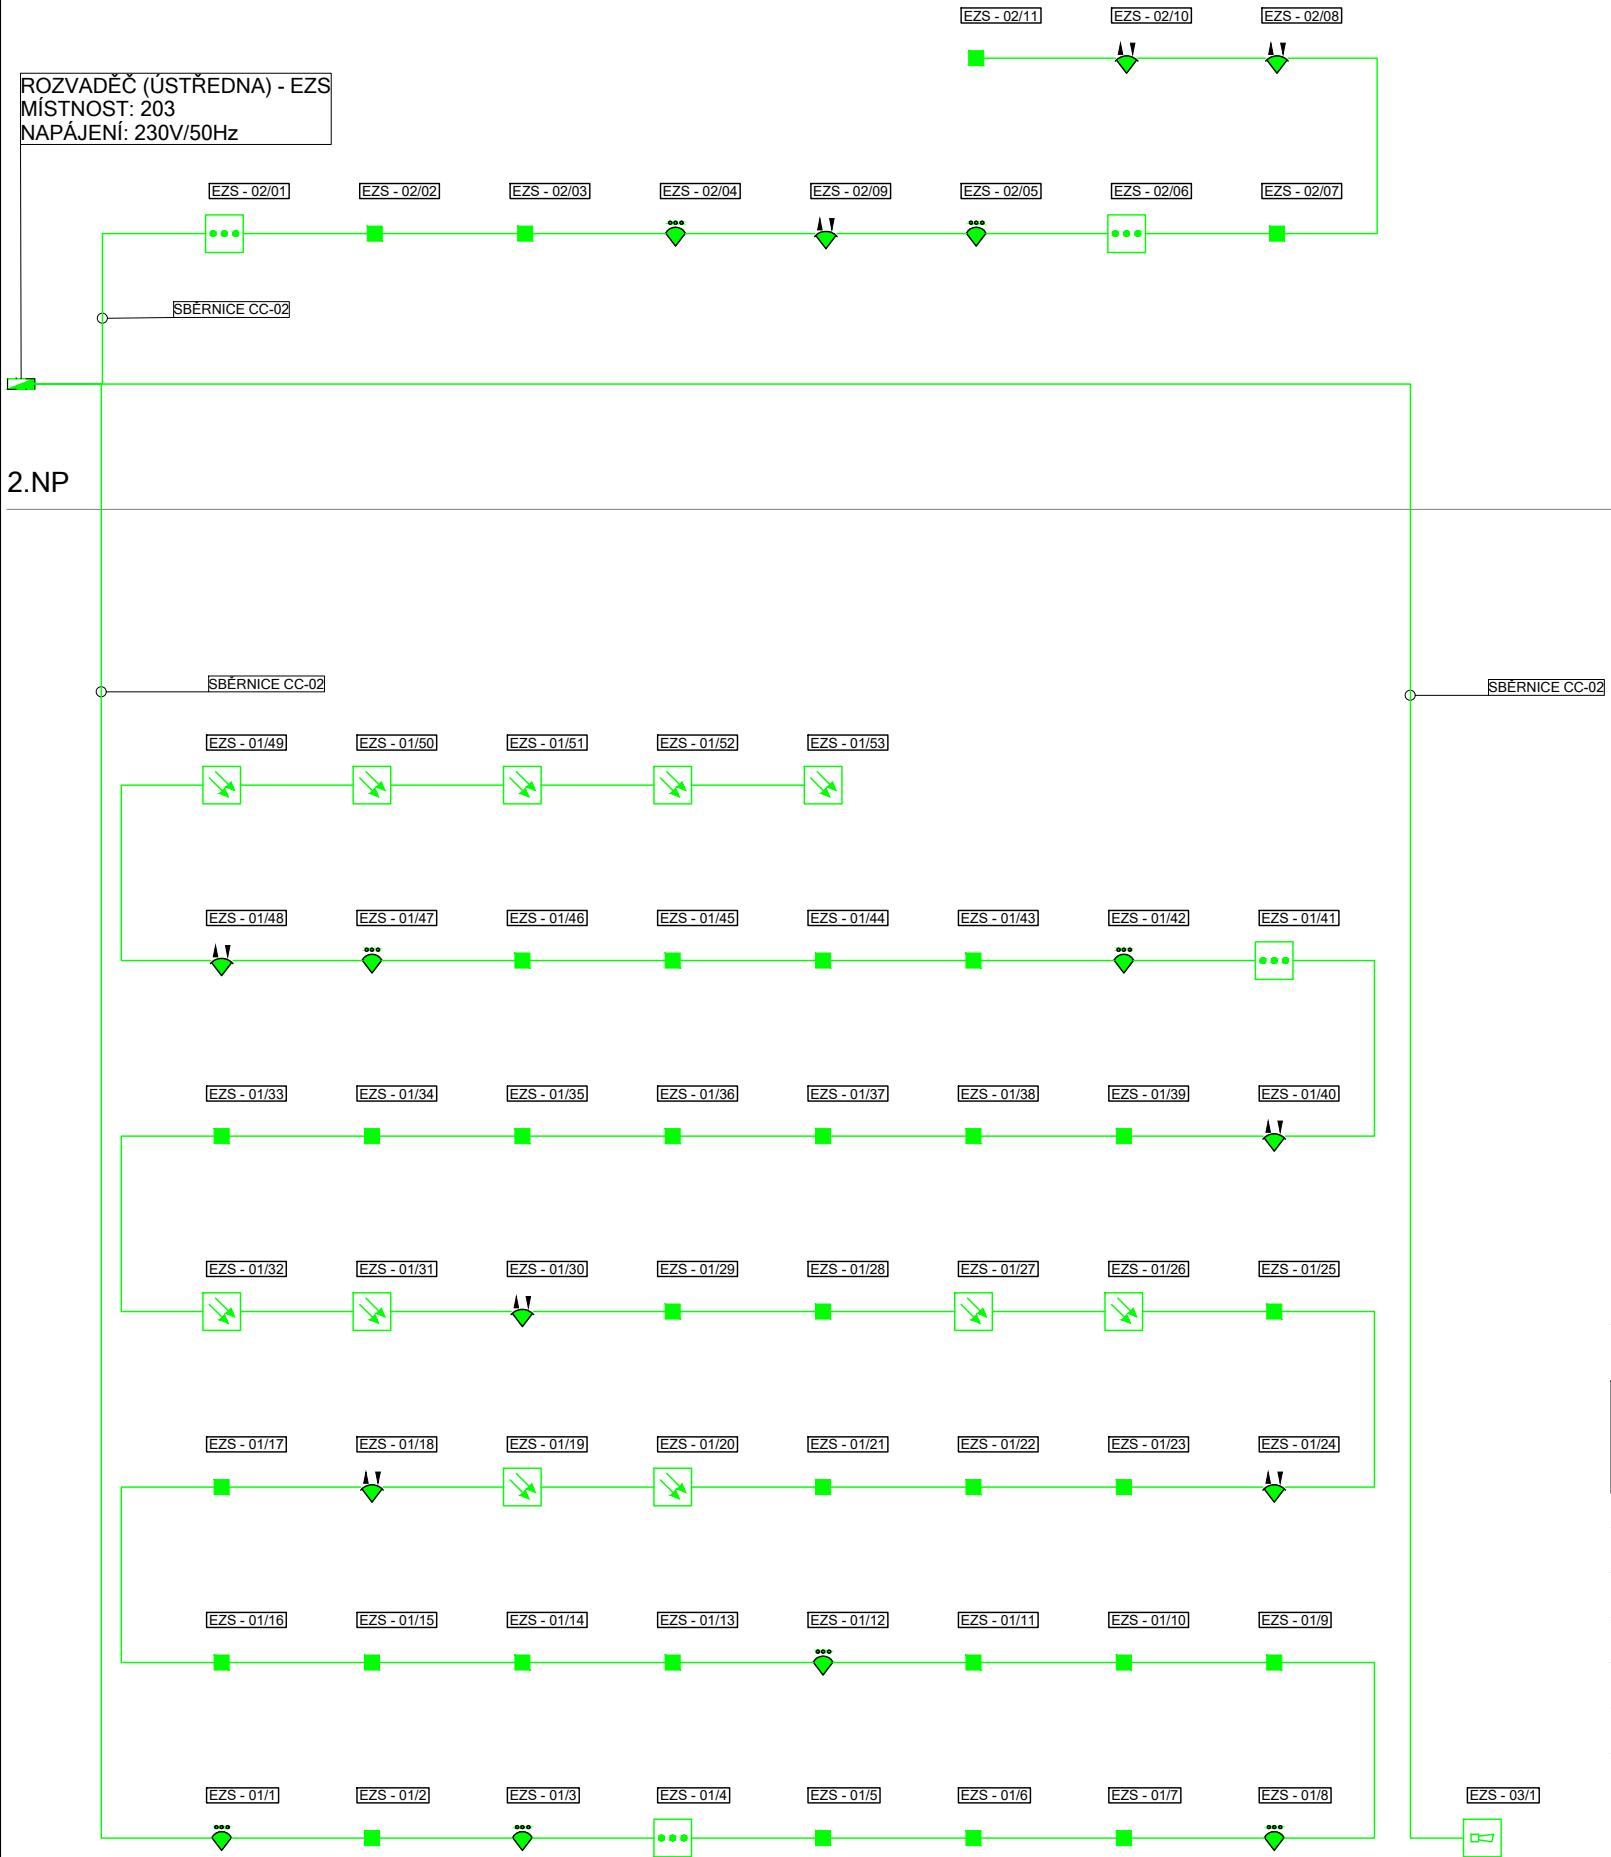 EZS - 02/11 EZS - 02/10 EZS - 02/08
ROZVADĚČ (ÚSTŘEDNA) - EZS
MÍSTNOST: 203
NAPÁJENÍ: 230V/50Hz
EZS - 02/01 EZS - 02/02 EZS - 02/03 EZS - 02/04 EZS - 02/09 EZS - 02/05 EZS - 02/06 EZS - 02/07
SBĚRNICE CC-02
2.NP
SBĚRNICE CC-02 SBĚRNICE CC-02
EZS - 01/49 EZS - 01/50 EZS - 01/51 EZS - 01/52 EZS - 01/53
EZS - 01/48 EZS - 01/47 EZS - 01/46 EZS - 01/45 EZS - 01/44 EZS - 01/43 EZS - 01/42 EZS - 01/41
EZS - 01/33 EZS - 01/34 EZS - 01/35 EZS - 01/36 EZS - 01/37 EZS - 01/38 EZS - 01/39 EZS - 01/40
EZS - 01/32 EZS - 01/31 EZS - 01/30 EZS - 01/29 EZS - 01/28 EZS - 01/27 EZS - 01/26 EZS - 01/25
EZS - 01/17 EZS - 01/18 EZS - 01/19 EZS - 01/20 EZS - 01/21 EZS - 01/22 EZS - 01/23 EZS - 01/24
EZS - 01/16 EZS - 01/15 EZS - 01/14 EZS - 01/13 EZS - 01/12 EZS - 01/11 EZS - 01/10 EZS - 01/9
EZS - 01/1 EZS - 01/2 EZS - 01/3 EZS - 01/4 EZS - 01/5 EZS - 01/6 EZS - 01/7 EZS - 01/8 EZS - 03/1